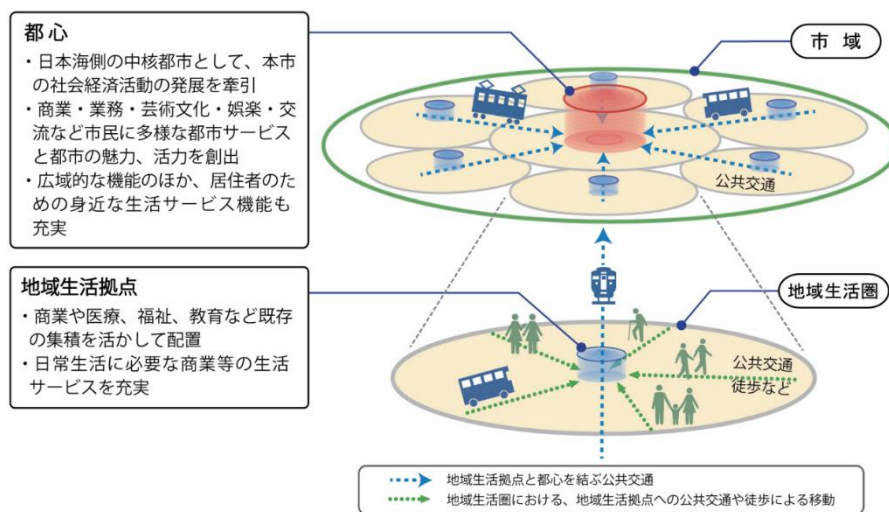 都心
・日本海側の中核都市として、本市
の社会経済活動の発展を牽引
・商業・業務・芸術文化・娯楽・交
流など市民に多様な都市サービス
と都市の魅力、活力を創出
・広域的な機能のほか、居住者のた
めの身近な生活サービス機能も
充実
市域
公共交通
地域生活拠点
・商業や医療、福祉、教育など既存
の集積を活かして配置
・日常生活に必要な商業等の生活
サービスを充実
地域生活圏
公共交通
徒歩など
地域生活拠点と都心を結ぶ公共交通
地域生活圏における、地域生活拠点への公共交通や徒歩による移動